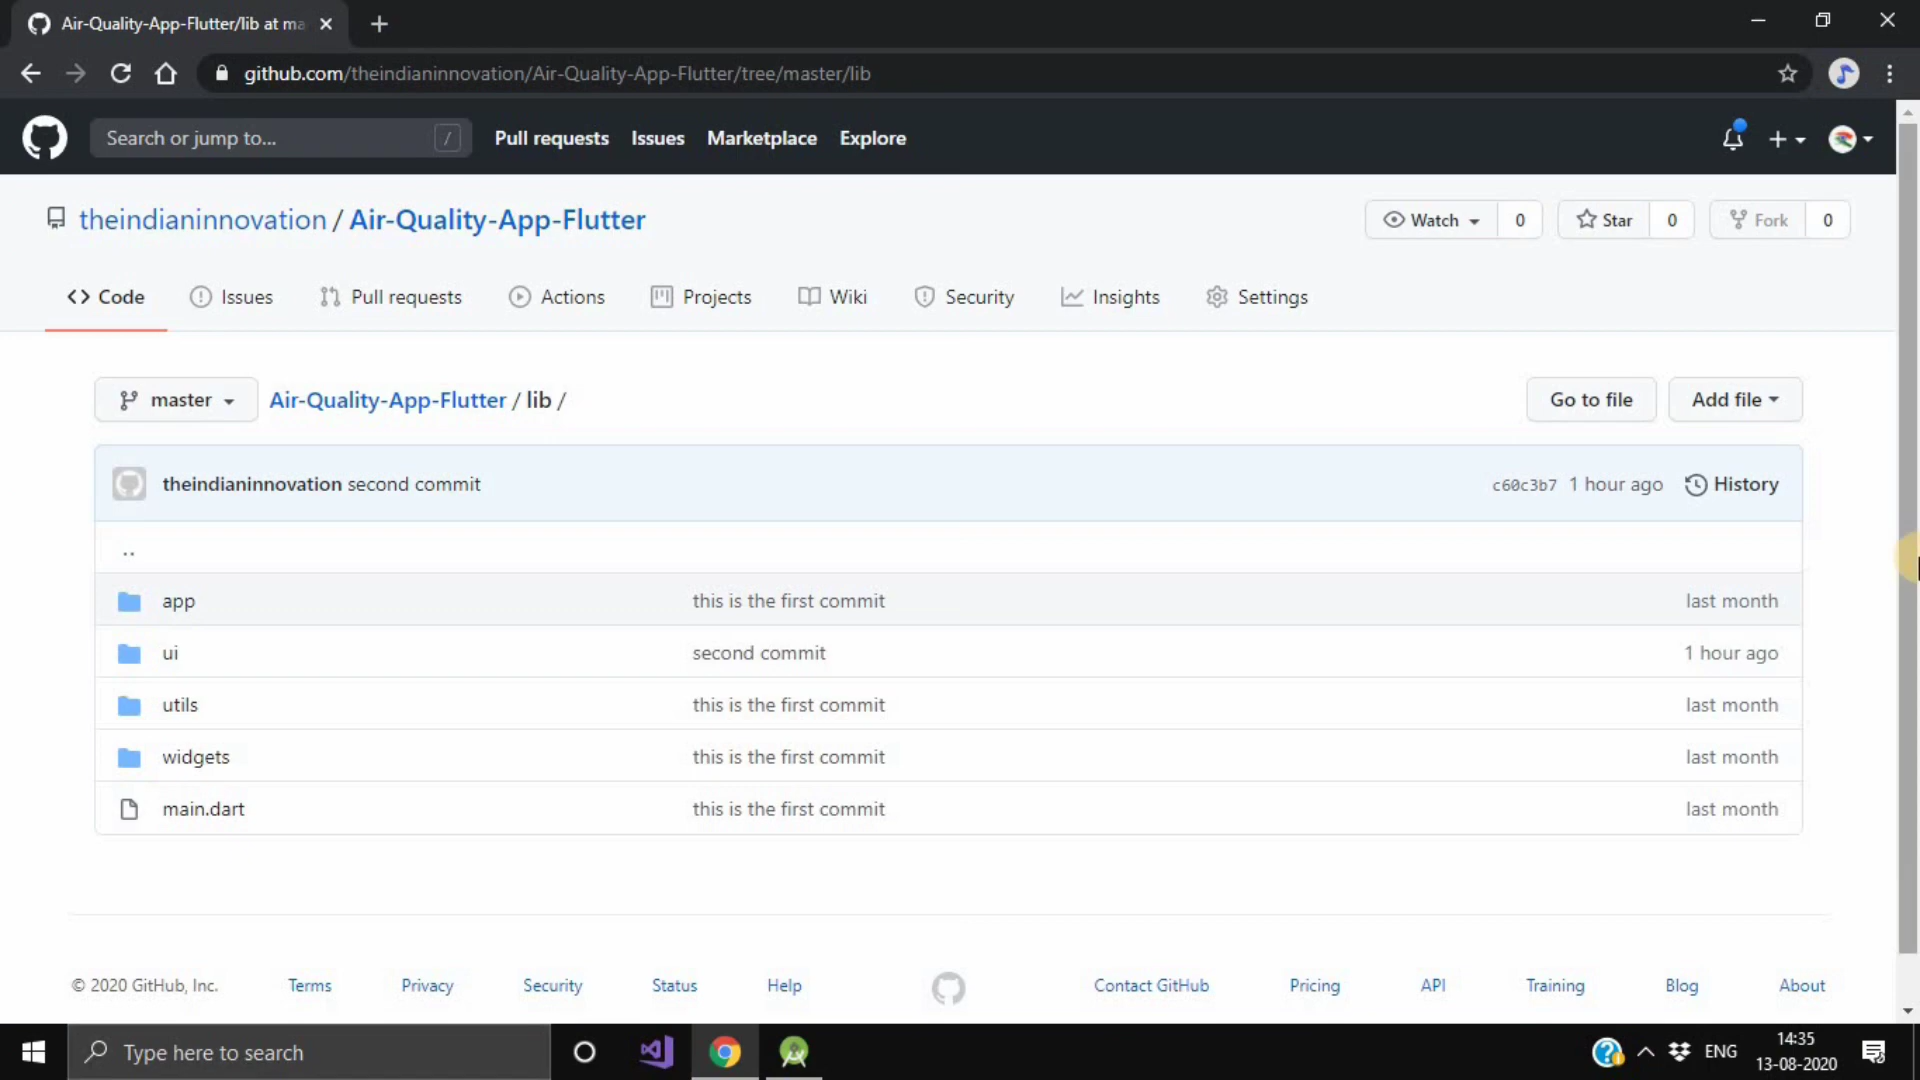 Air-Quality-App-Flutter/lib at ma
github.com/theindianinnovation/Air-Quality-App-Flutter/tree/master/lib
Search or jump to... /
Pull requests Issues Marketplace Explore
theindianinnovation / Air-Quality-App-Flutter
Watch 0 Star 0 Fork 0
Code Issues Pull requests Actions Projects Wiki Security Insights Settings
master Air-Quality-App-Flutter / lib / Go to file Add file
theindianinnovation second commit c60c3b7 1 hour ago History
..
app this is the first commit last month
ui second commit 1 hour ago
utils this is the first commit last month
widgets this is the first commit last month
main.dart this is the first commit last month
© 2020 GitHub, Inc. Terms Privacy Security Status Help Contact GitHub Pricing API Training Blog About
Type here to search
ENG
14:35
13-08-2020